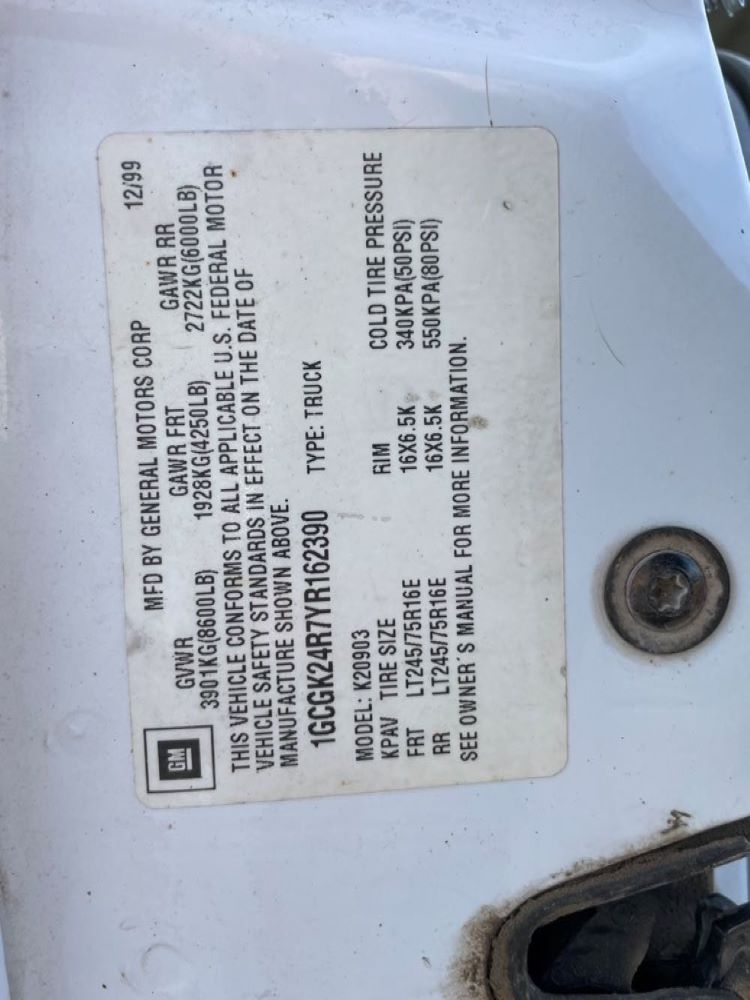 MFD BY GENERAL MOTORS CORP 12/99
GM
GVWR GAWR FRT GAWR RR
3901KG(8600LB) 1928KG(4250LB) 2722KG(6000LB)
THIS VEHICLE CONFORMS TO ALL APPLICABLE U.S. FEDERAL MOTOR
VEHICLE SAFETY STANDARDS IN EFFECT ON THE DATE OF
MANUFACTURE SHOWN ABOVE.
1GCGK24R7YR162390 TYPE: TRUCK
MODEL: K20903
KPAV TIRE SIZE RIM COLD TIRE PRESSURE
FRT LT245/75R16E 16X6.5K 340KPA(50PSI)
RR LT245/75R16E 16X6.5K 550KPA(80PSI)
SEE OWNER'S MANUAL FOR MORE INFORMATION.